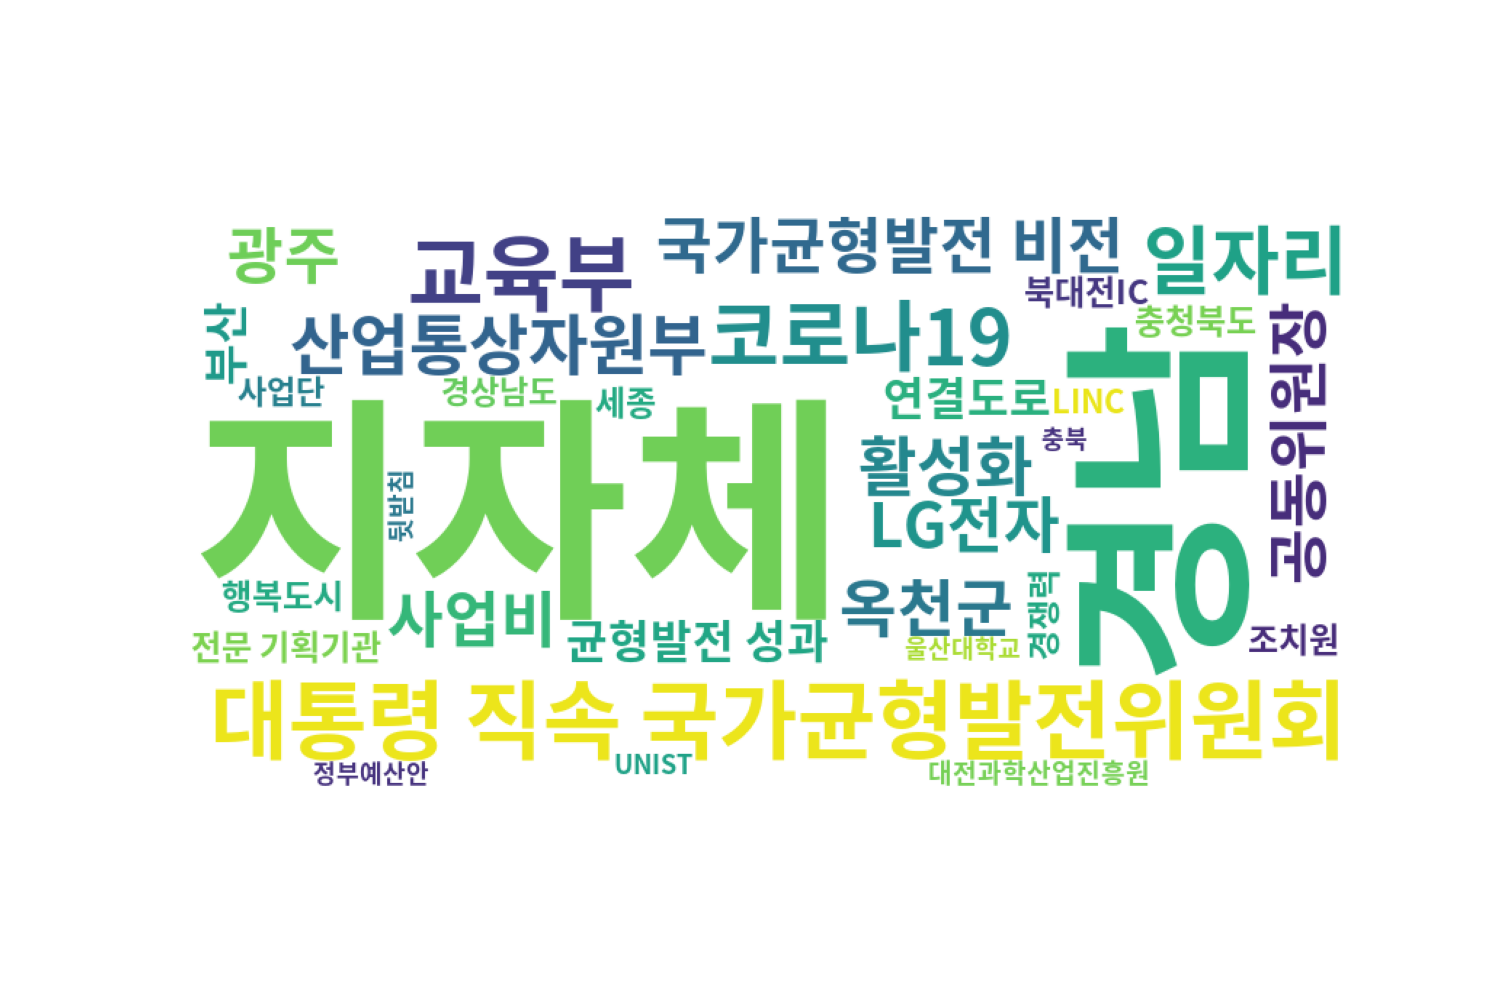 국가균형발전 비전
광주
교육부
일자리
북대전IC
부산
산업통상자원부
코로나19
충청북도
공동위원장
사업단
경상남도
세종
연결도로
LINC
경남
지자체
충북
활성화
뒷받침
LG전자
행복도시
사업비
옥천군
경쟁력
전문 기획기관
균형발전 성과
울산대학교
조치원
대통령 직속 국가균형발전위원회
정부예산안
UNIST
대전과학산업진흥원